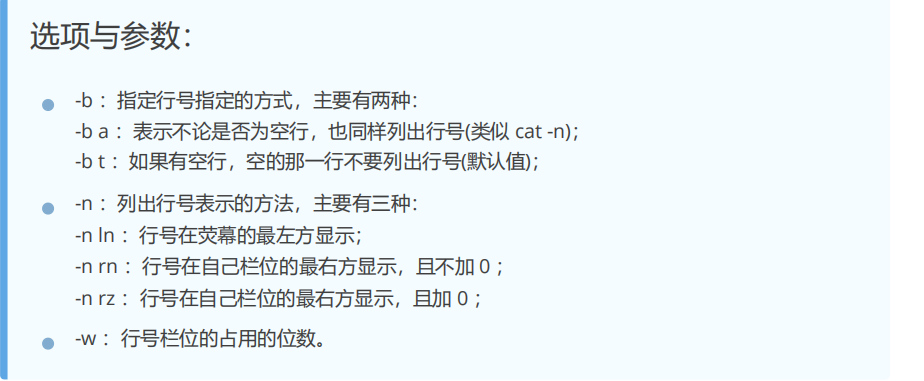 选项与参数：
-b ：指定行号指定的方式，主要有两种：
-b a ：表示不论是否为空行，也同样列出行号(类似 cat -n)；
-b t ：如果有空行，空的那一行不要列出行号(默认值)；
-n ：列出行号表示的方法，主要有三种：
-n ln ：行号在荧幕的最左方显示；
-n rn ：行号在自己栏位的最右方显示，且不加 0 ；
-n rz ：行号在自己栏位的最右方显示，且加 0 ；
-w ：行号栏位的占用的位数。